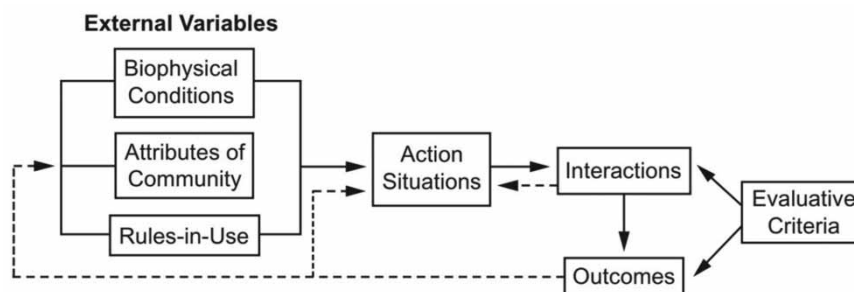 External Variables
Biophysical
Conditions
Attributes of
Community
Rules-in-Use
Action
Situations
Interactions
Outcomes
Evaluative
Criteria